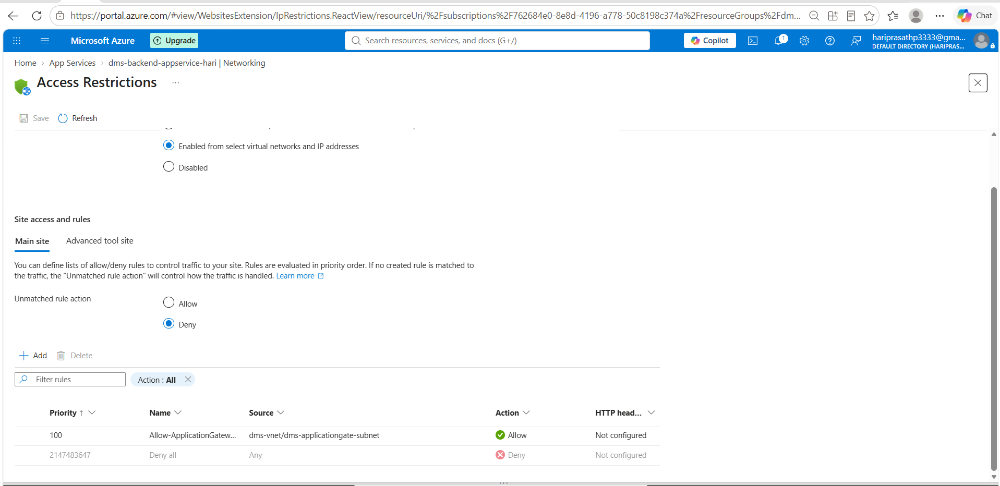 https://portal.azure.com/#view/WebsitesExtension/IpRestrictions.ReactView/resourceUri/%2Fsubscriptions%2F762684e0-8e8d-4196-a778-50c8198c374a%2FresourceGroups%2Fdm...
Chat
Microsoft Azure
Upgrade
Search resources, services, and docs (G+/)
Copilot
1
hariprasathp3333@gma...
DEFAULT DIRECTORY (HARIPRAS...
Home > App Services > dms-backend-appservice-hari | Networking
Access Restrictions ...
Save Refresh
Enabled from select virtual networks and IP addresses
Disabled
Site access and rules
Main site Advanced tool site
You can define lists of allow/deny rules to control traffic to your site. Rules are evaluated in priority order. If no created rule is matched to
the traffic, the "Unmatched rule action" will control how the traffic is handled. Learn more
Unmatched rule action
Allow
Deny
Add Delete
Filter rules Action : All
Priority ↑ Name Source Action HTTP head...
100 Allow-ApplicationGatew... dms-vnet/dms-applicationgate-subnet Allow Not configured
2147483647 Deny all Any Deny Not configured